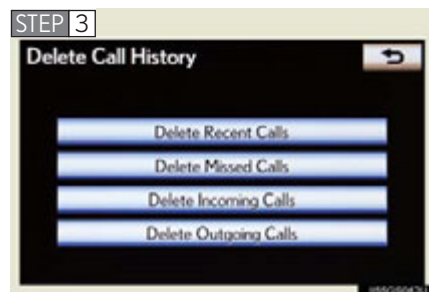 STEP 3
Delete Call History
Delete Recent Calls
Delete Missed Calls
Delete Incoming Calls
Delete Outgoing Calls